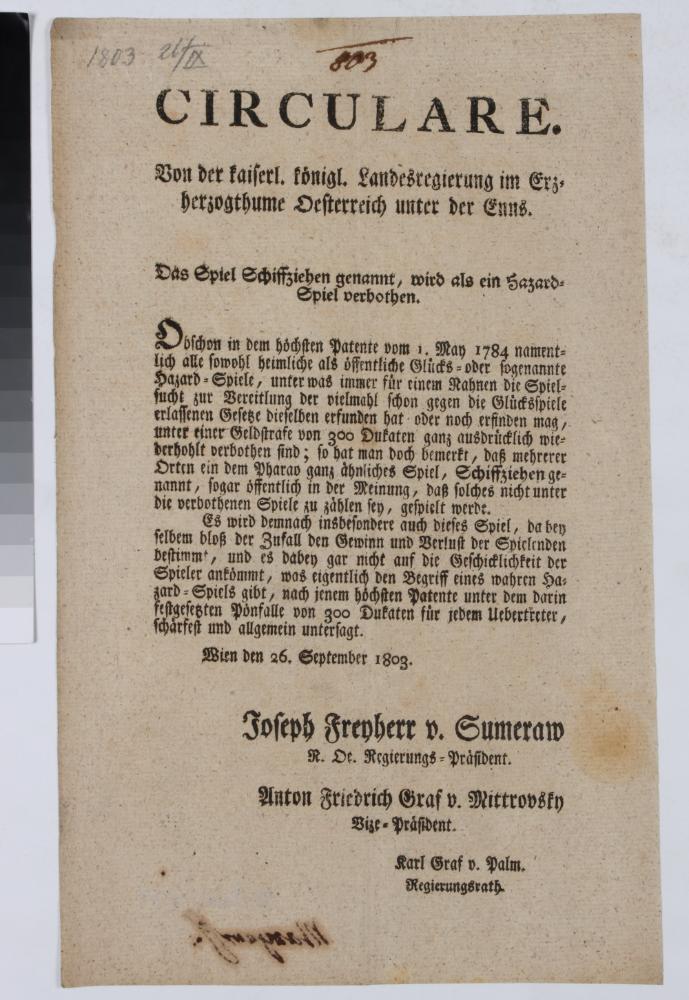 1803 26/IX
803
CIRCULARE.
Von der kaiserl. königl. Landesregierung im Erz-
herzogthume Oesterreich unter der Enns.
Das Spiel Schiffziehen genannt, wird als ein Hazard-
Spiel verbothen.
Obschon in dem höchsten Patente vom 1. May 1784 nament-
lich alle sowohl heimliche als öffentliche Glücks- oder sogenannte
Hazard-Spiele, unter was immer für einem Nahmen die Spiel-
sucht zur Vereitlung der vielmahl schon gegen die Glücksspiele
erlassenen Gesetze dieselben erfunden hat oder noch erfinden mag,
unter einer Geldstrafe von 300 Dukaten ganz ausdrücklich wie-
derhohlt verbothen sind; so hat man doch bemerkt, daß mehrerer
Orten ein dem Pharao ganz ähnliches Spiel, Schiffziehen ge-
nannt, sogar öffentlich in der Meinung, daß solches nicht unter
die verbothenen Spiele zu zählen sey, gespielt werde.
Es wird demnach insbesondere auch dieses Spiel, da bey
selbem bloß der Zufall den Gewinn und Verlust der Spielenden
bestimmt, und es dabey gar nicht auf die Geschicklichkeit der
Spieler ankömmt, was eigentlich den Begriff eines wahren Ha-
zard-Spiels gibt, nach jenem höchsten Patente unter dem darin
festgesetzten Pönfalle von 300 Dukaten für jedem Uebertreter,
schärfest und allgemein untersagt.
Wien den 26. September 1803.
Joseph Freyherr v. Sumeraw
N. Oe. Regierungs-Präsident.
Anton Friedrich Graf v. Mittrovsky
Vize-Präsident.
Karl Graf v. Palm.
Regierungsrath.